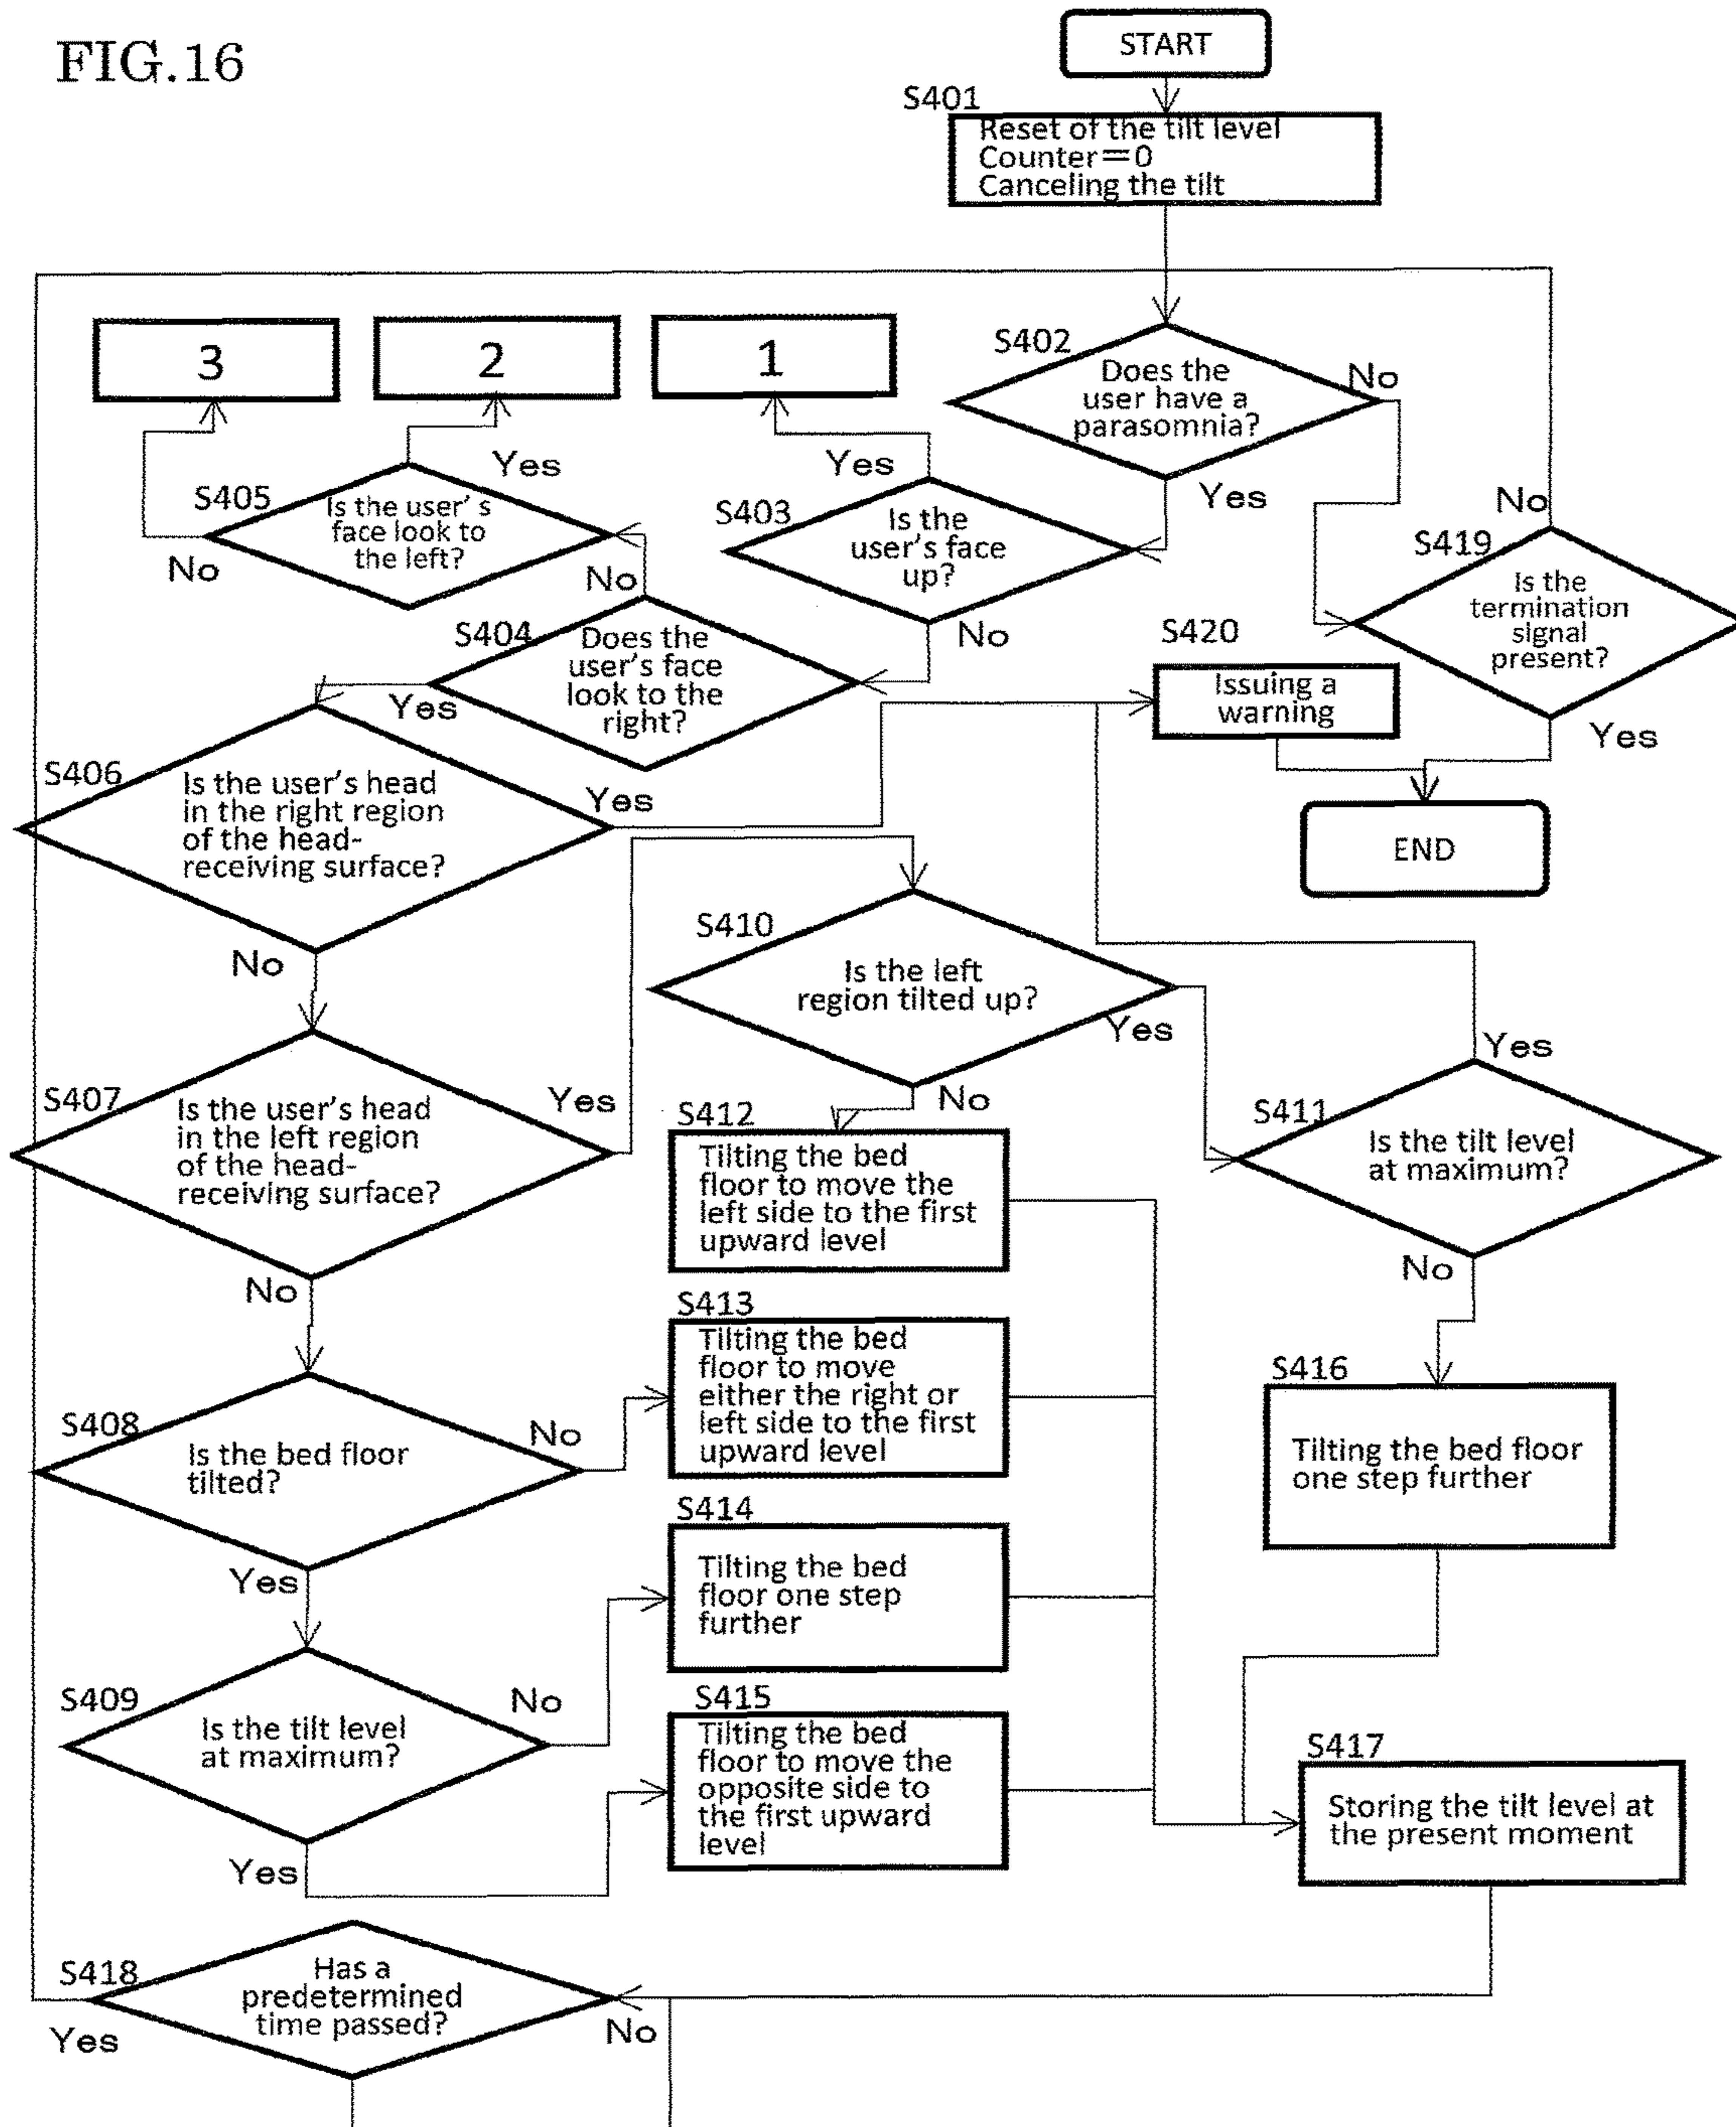 FIG.16
START
S401
Reset of the tilt level
Counter=0
Canceling the tilt
3
2
1
S402
Does the
user have a
parasomnia?
No
Yes
S403
Is the
user's face
up?
Yes
No
S405
Is the user's
face look to
the left?
Yes
No
S404
Does the
user's face
look to the
right?
No
Yes
S419
Is the
termination
signal
present?
No
Yes
S420
Issuing a
warning
END
S406
Is the user's head
in the right region
of the head-
receiving surface?
Yes
No
S407
Is the user's head
in the left region
of the head-
receiving surface?
Yes
No
S410
Is the left
region tilted up?
Yes
No
S411
Is the tilt level
at maximum?
Yes
No
S412
Tilting the bed
floor to move the
left side to the first
upward level
S408
Is the bed floor
tilted?
No
Yes
S413
Tilting the bed
floor to move
either the right or
left side to the first
upward level
S416
Tilting the bed floor
one step further
S414
Tilting the bed
floor one step
further
S409
Is the tilt level
at maximum?
No
Yes
S415
Tilting the bed
floor to move the
opposite side to
the first upward
level
S417
Storing the tilt level at
the present moment
S418
Has a
predetermined
time passed?
Yes
No